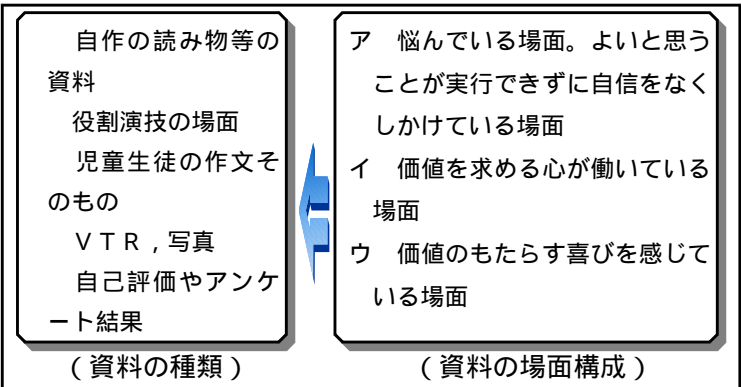 自作の読み物等の
資料
役割演技の場面
児童生徒の作文そ
のもの
ＶＴＲ，写真
自己評価やアンケ
ート結果
（資料の種類）
ア　悩んでいる場面。よいと思う
ことが実行できずに自信をなく
しかけている場面
イ　価値を求める心が働いている
場面
ウ　価値のもたらす喜びを感じて
いる場面
（資料の場面構成）